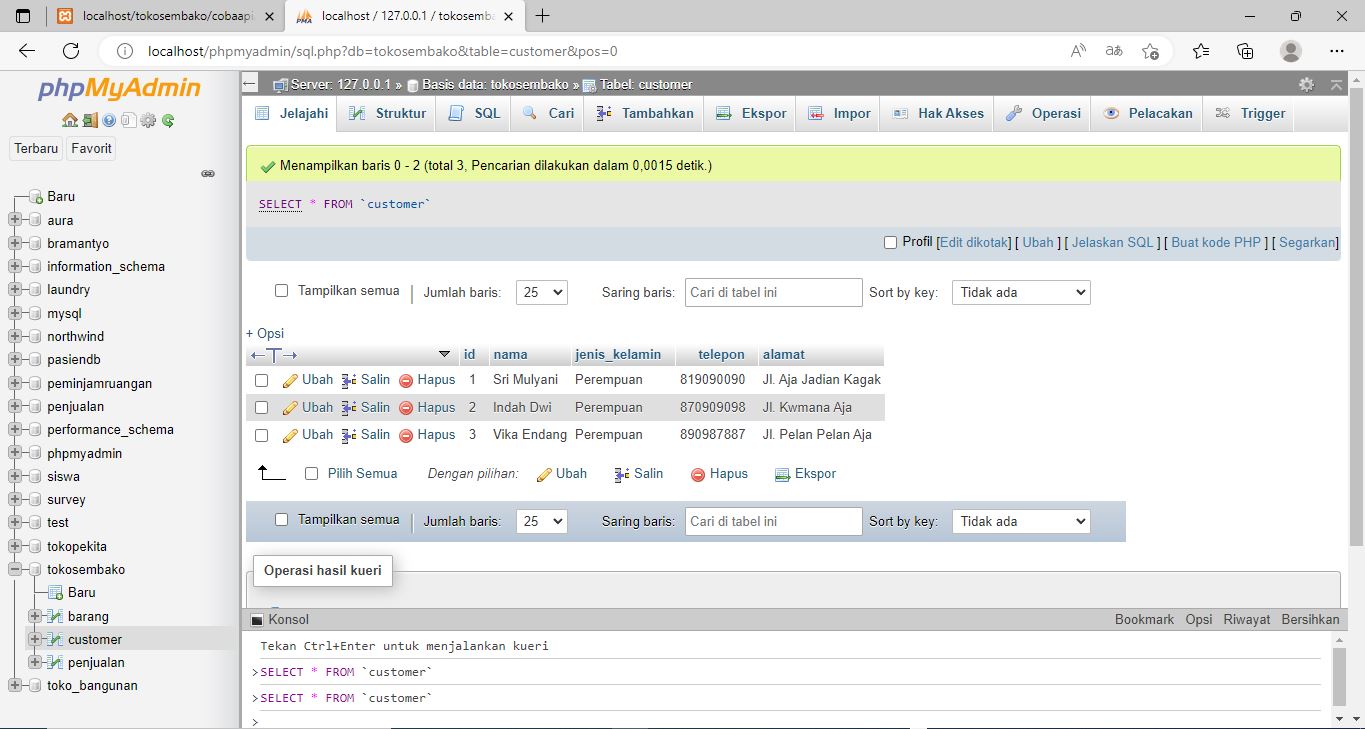 localhost/tokosembako/cobaapi
localhost / 127.0.0.1 / tokosemba
localhost/phpmyadmin/sql.php?db=tokosembako&table=customer&pos=0
phpMyAdmin
Terbaru Favorit
Baru
aura
bramantyo
information_schema
laundry
mysql
northwind
pasiendb
peminjamruangan
penjualan
performance_schema
phpmyadmin
siswa
survey
test
tokopekita
tokosembako
Baru
barang
customer
penjualan
toko_bangunan
Server: 127.0.0.1 » Basis data: tokosembako » Tabel: customer
Jelajahi Struktur SQL Cari Tambahkan Ekspor Impor Hak Akses Operasi Pelacakan Trigger
Menampilkan baris 0 - 2 (total 3, Pencarian dilakukan dalam 0,0015 detik.)
SELECT * FROM `customer`
Profil [Edit dikotak] [ Ubah ] [ Jelaskan SQL ] [ Buat kode PHP ] [ Segarkan]
Tampilkan semua | Jumlah baris: 25 Saring baris: Cari di tabel ini Sort by key: Tidak ada
+ Opsi
←T→ id nama jenis_kelamin telepon alamat
Ubah Salin Hapus 1 Sri Mulyani Perempuan 819090090 Jl. Aja Jadian Kagak
Ubah Salin Hapus 2 Indah Dwi Perempuan 870909098 Jl. Kwmana Aja
Ubah Salin Hapus 3 Vika Endang Perempuan 890987887 Jl. Pelan Pelan Aja
Pilih Semua Dengan pilihan: Ubah Salin Hapus Ekspor
Tampilkan semua | Jumlah baris: 25 Saring baris: Cari di tabel ini Sort by key: Tidak ada
Operasi hasil kueri
Konsol Bookmark Opsi Riwayat Bersihkan
Tekan Ctrl+Enter untuk menjalankan kueri
>SELECT * FROM `customer`
>SELECT * FROM `customer`
>